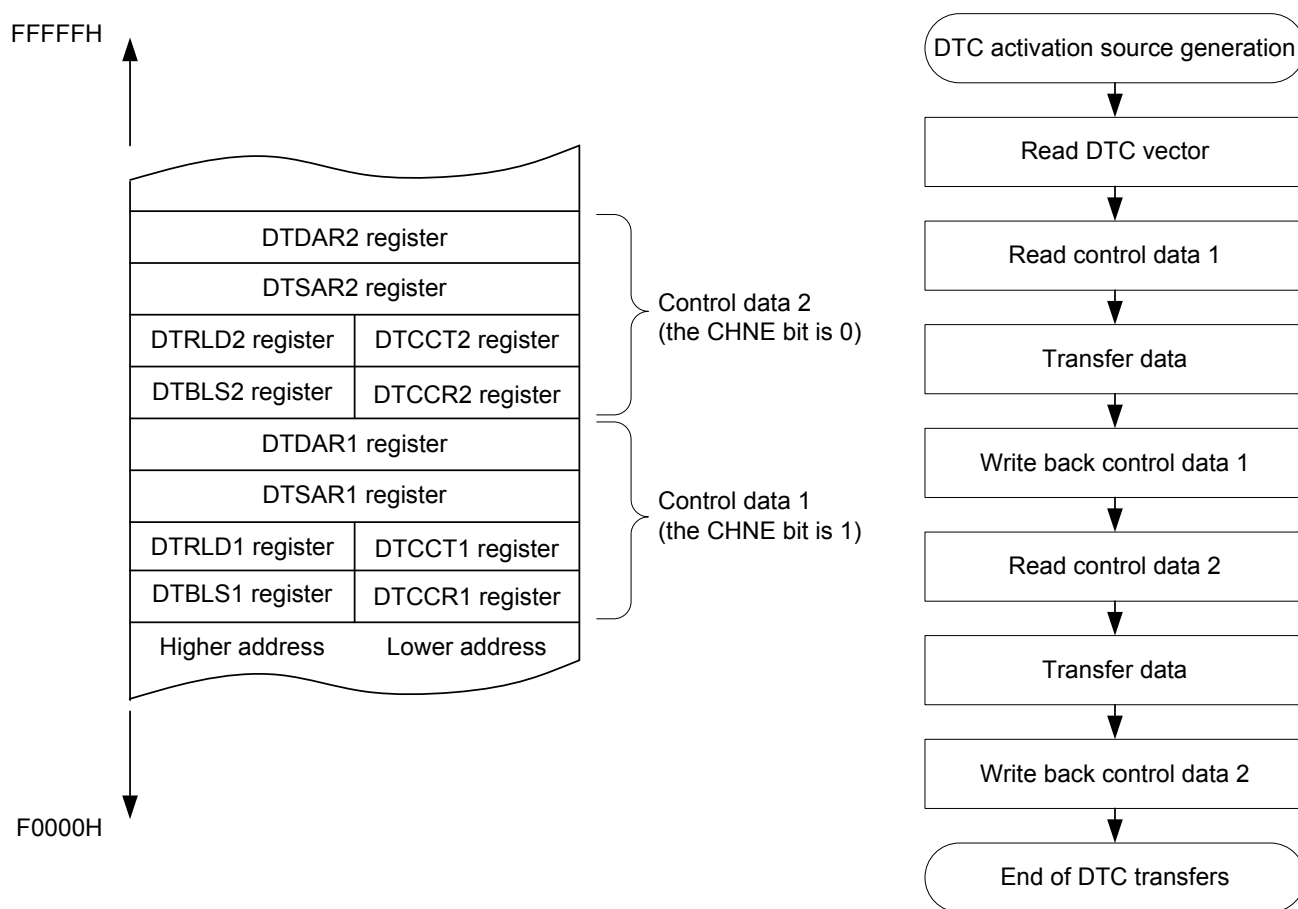 FFFFFH
DTDAR2 register
DTSAR2 register
DTRLD2 register
DTCCT2 register
DTBLS2 register
DTCCR2 register
DTDAR1 register
DTSAR1 register
DTRLD1 register
DTCCT1 register
DTBLS1 register
DTCCR1 register
Higher address
Lower address
F0000H
Control data 2
(the CHNE bit is 0)
Control data 1
(the CHNE bit is 1)
DTC activation source generation
Read DTC vector
Read control data 1
Transfer data
Write back control data 1
Read control data 2
Transfer data
Write back control data 2
End of DTC transfers